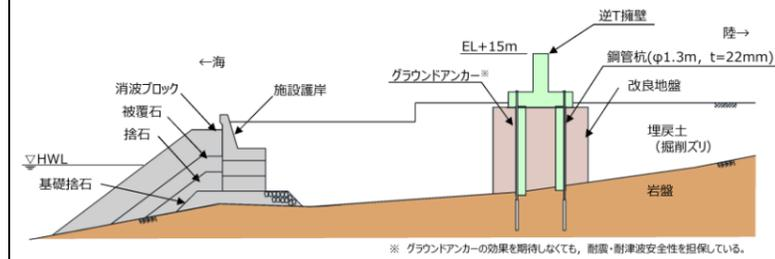 逆T擁壁
EL+15m
陸→
←海
鋼管杭(φ1.3m, t=22mm)
グラウンドアンカー※
消波ブロック
施設護岸
改良地盤
被覆石
捨石
埋戻土
(掘削ズリ)
▽HWL
基礎捨石
岩盤
※ グラウンドアンカーの効果を期待しなくても，耐震・耐津波安全性を担保している。